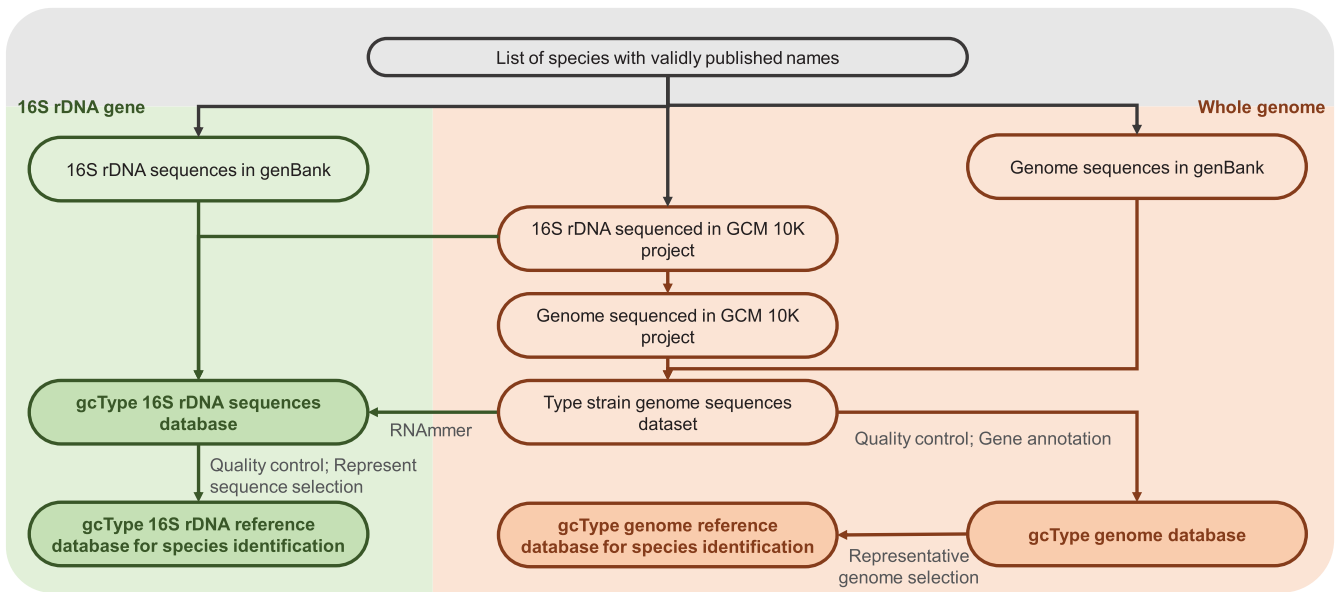 List of species with validly published names
16S rDNA gene
Whole genome
16S rDNA sequences in genBank
Genome sequences in genBank
16S rDNA sequenced in GCM 10K
project
Genome sequenced in GCM 10K
project
gcType 16S rDNA sequences
database
RNAmmer
Type strain genome sequences
dataset
Quality control; Gene annotation
Quality control; Represent
sequence selection
gcType 16S rDNA reference
database for species identification
gcType genome reference
database for species identification
Representative
genome selection
gcType genome database